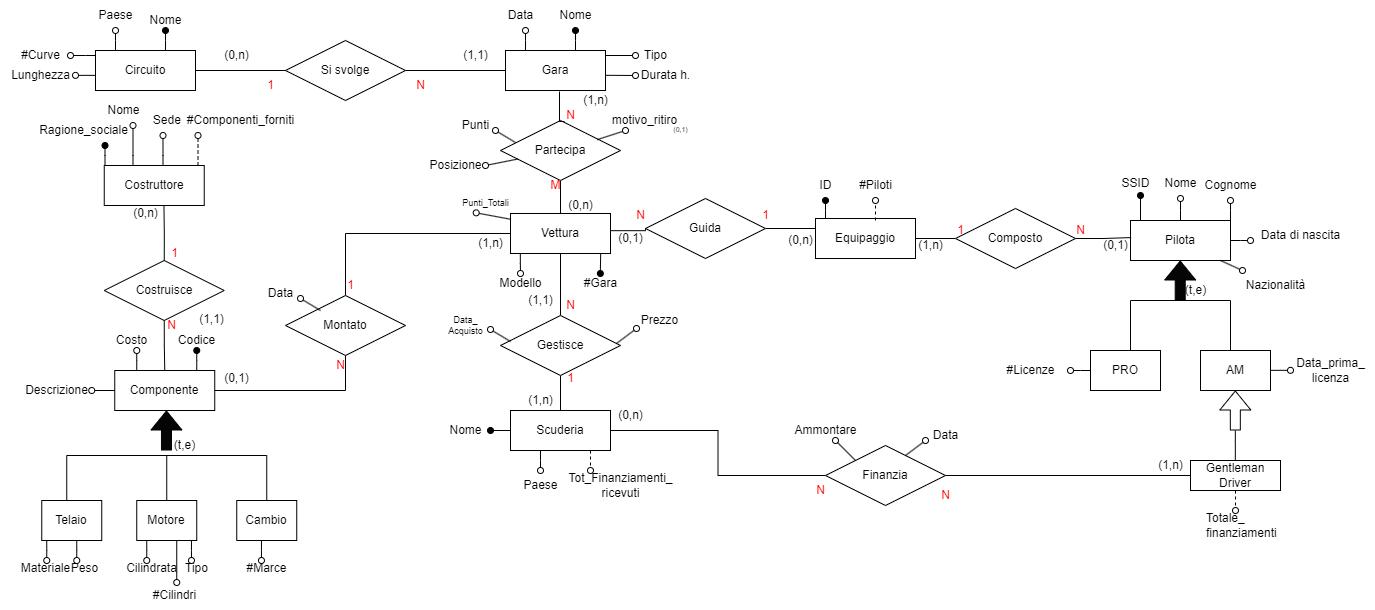 Paese
Nome
#Curve
Lunghezza
Circuito
(0,n)
1
Si svolge
N
(1,1)
Data
Nome
Gara
Tipo
Durata h.
(1,n)
N
Punti
motivo_ritiro
(0,1)
Posizione
Partecipa
M
(0,n)
Nome
Ragione_sociale
Sede
#Componenti_forniti
Costruttore
(0,n)
1
Costruisce
N
(1,1)
Punti_Totali
Vettura
(1,n)
Modello
#Gara
(0,1)
N
Guida
1
(0,n)
ID
#Piloti
Equipaggio
(1,n)
1
Composto
N
(0,1)
SSID
Nome
Cognome
Pilota
Data di nascita
Nazionalità
(t,e)
Data
1
Montato
N
(1,1)
N
Data_
Acquisto
Prezzo
Gestisce
1
(1,n)
Costo
Codice
Descrizione
Componente
(0,1)
(t,e)
#Licenze
PRO
AM
Data_prima_
licenza
Nome
Scuderia
(0,n)
Paese
Tot_Finanziamenti_
ricevuti
Ammontare
Data
Finanzia
N
N
(1,n)
Gentleman
Driver
Totale_
finanziamenti
Telaio
Motore
Cambio
Materiale
Peso
Cilindrata
Tipo
#Cilindri
#Marce